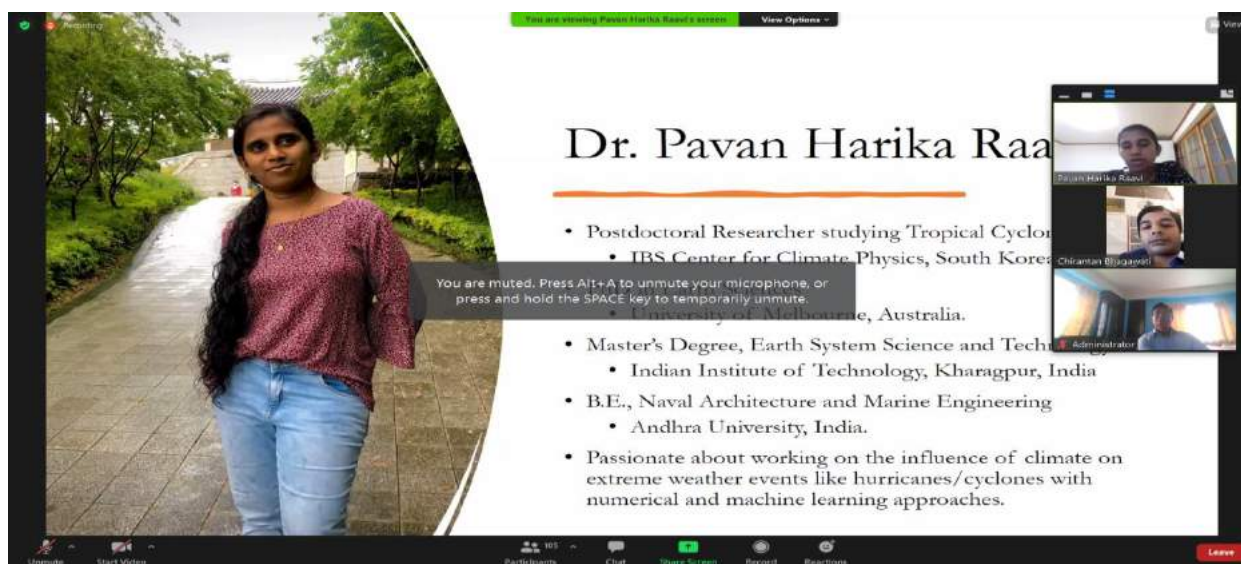 Recording
You are viewing Pavan Harika Raavi's screen
View Options
View
Dr. Pavan Harika Raa
• Postdoctoral Researcher studying Tropical Cyclon
• IBS Center for Climate Physics, South Korea
• University of Melbourne, Australia.
• Master's Degree, Earth System Science and Technology
• Indian Institute of Technology, Kharagpur, India
• B.E., Naval Architecture and Marine Engineering
• Andhra University, India.
• Passionate about working on the influence of climate on
extreme weather events like hurricanes/cyclones with
numerical and machine learning approaches.
You are muted. Press Alt+A to unmute your microphone, or
press and hold the SPACE key to temporarily unmute.
Pavan Harika Raavi
Chirantan Bhagawati
Administrator
Unmute
Start Video
Participants
105
Chat
Share Screen
Record
Reactions
Leave